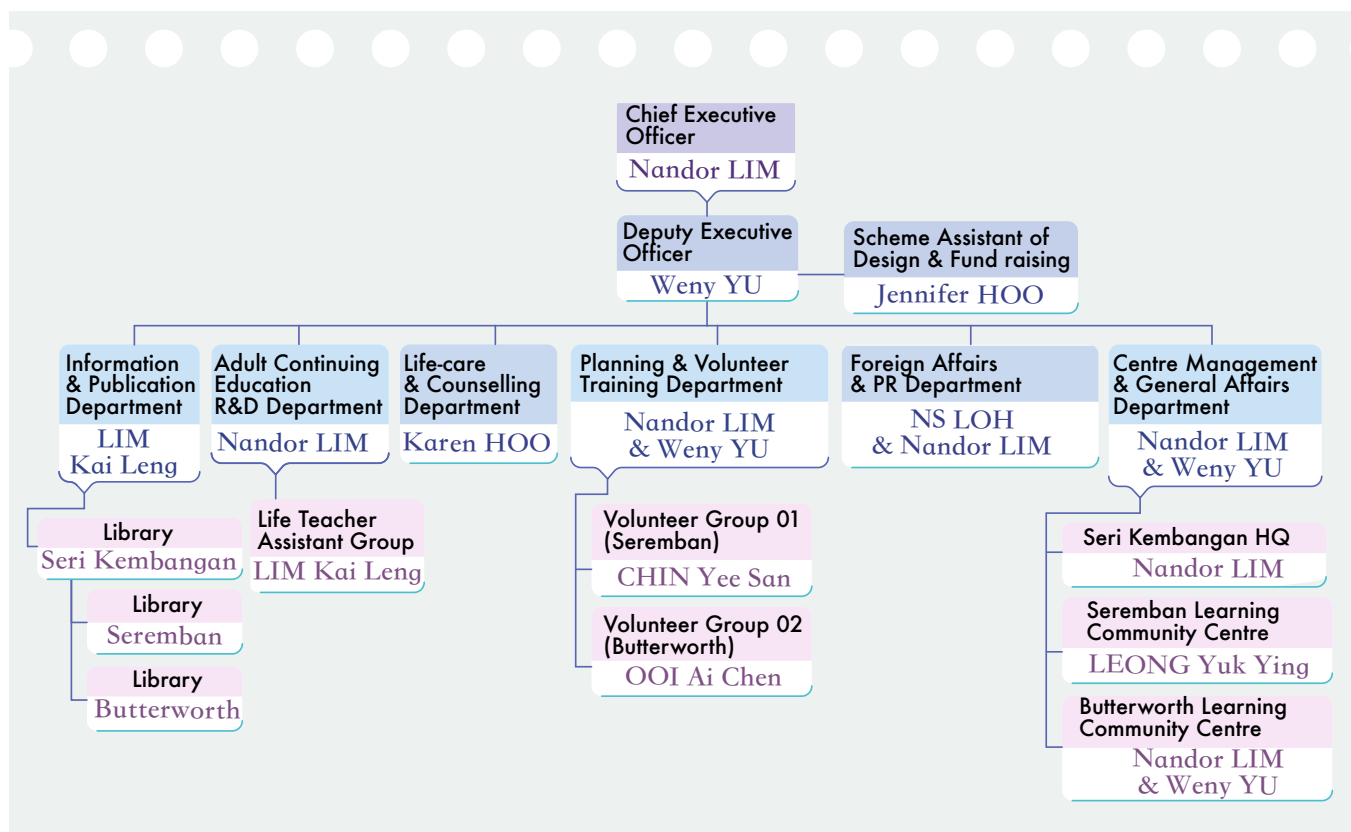 Chief Executive
Officer
Nandor LIM
Deputy Executive
Officer
Weny YU
Scheme Assistant of
Design & Fund raising
Jennifer HOO
Information
& Publication
Department
LIM
Kai Leng
Adult Continuing
Education
R&D Department
Nandor LIM
Life-care
& Counselling
Department
Karen HOO
Planning & Volunteer
Training Department
Nandor LIM
& Weny YU
Foreign Affairs
& PR Department
NS LOH
& Nandor LIM
Centre Management
& General Affairs
Department
Nandor LIM
& Weny YU
Library
Seri Kembangan
Library
Seremban
Library
Butterworth
Life Teacher
Assistant Group
LIM Kai Leng
Volunteer Group 01
(Seremban)
CHIN Yee San
Volunteer Group 02
(Butterworth)
OOI Ai Chen
Seri Kembangan HQ
Nandor LIM
Seremban Learning
Community Centre
LEONG Yuk Ying
Butterworth Learning
Community Centre
Nandor LIM
& Weny YU